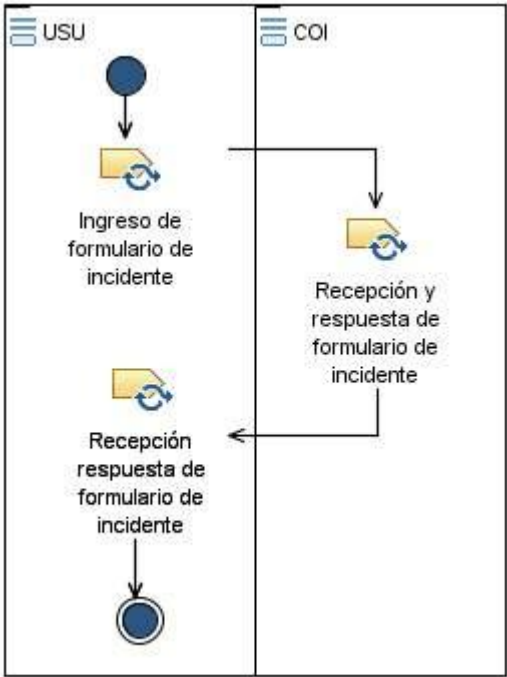 USU
COI
Ingreso de
formulario de
incidente
Recepción y
respuesta de
formulario de
incidente
Recepción
respuesta de
formulario de
incidente